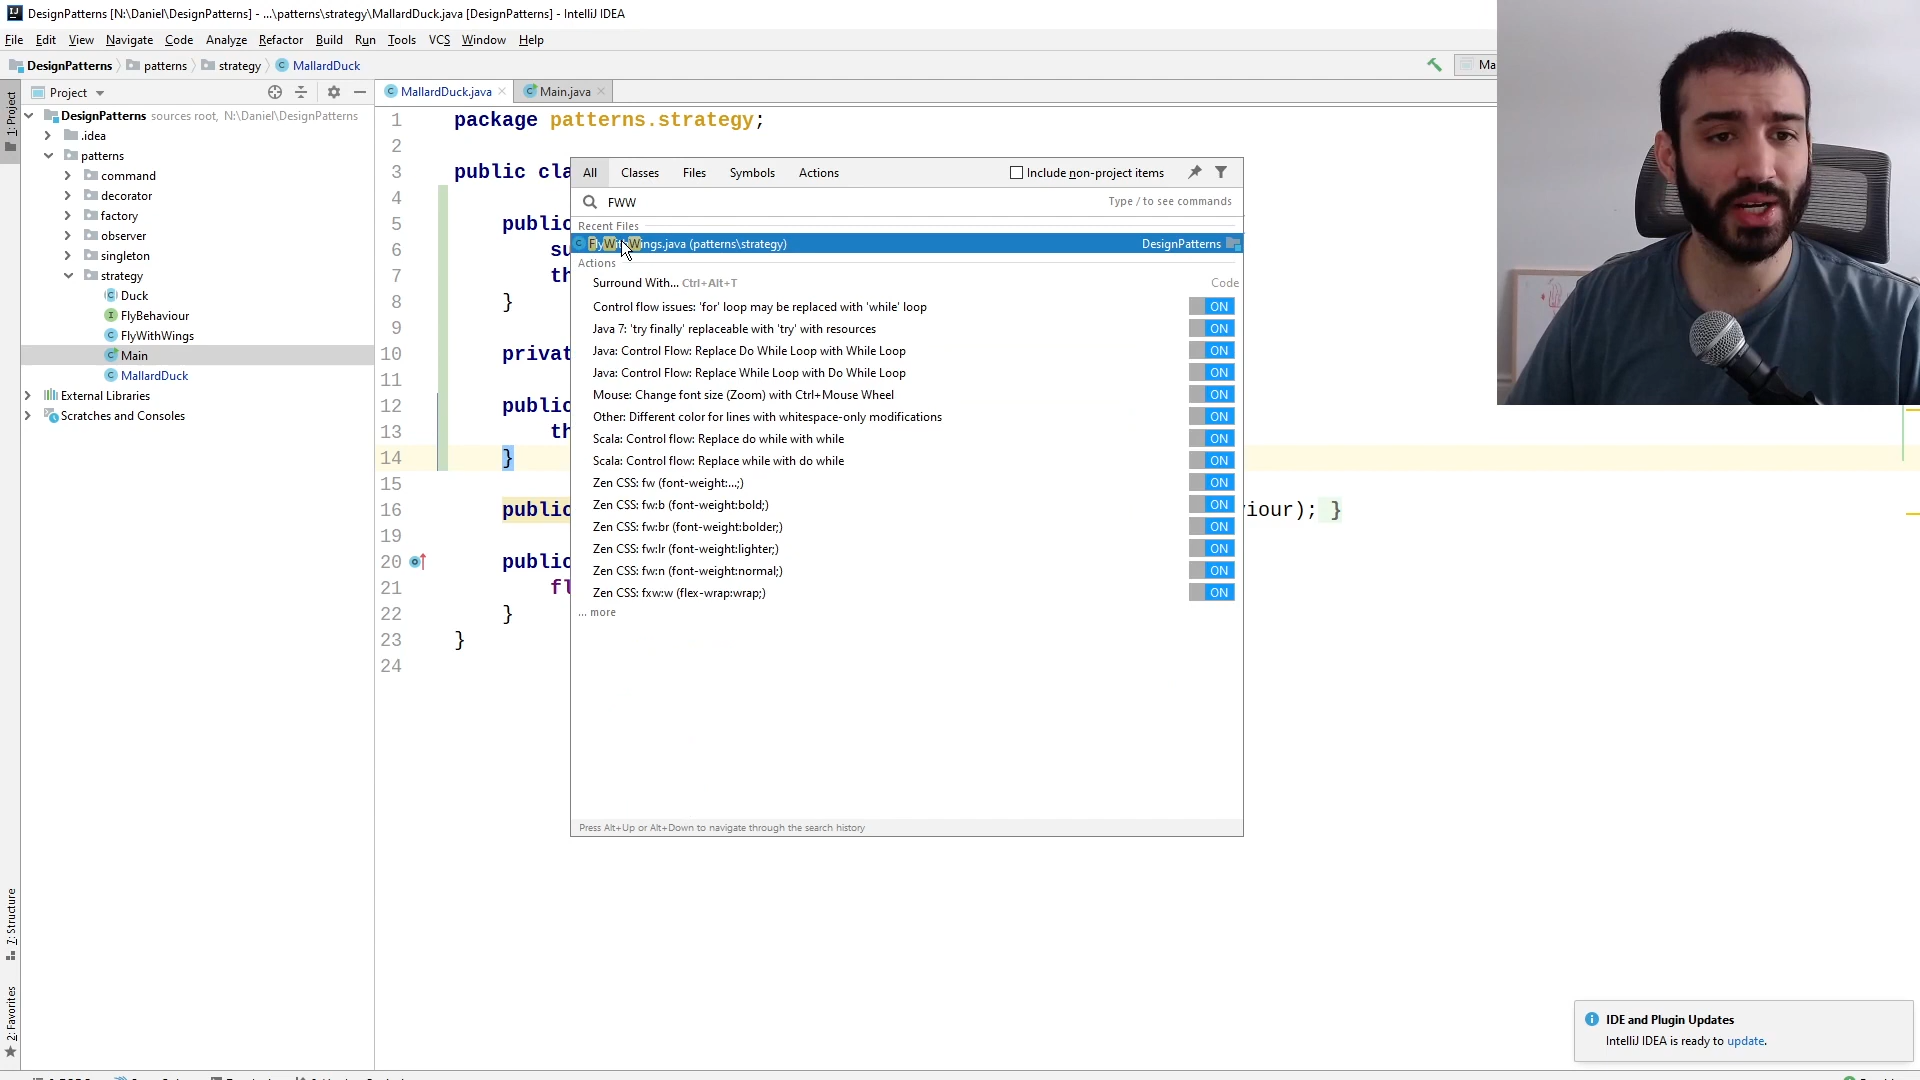 DesignPatterns [N:\Daniel\DesignPatterns] - ...\patterns\strategy\MallardDuck.java [DesignPatterns] - IntelliJ IDEA
File Edit View Navigate Code Analyze Refactor Build Run Tools VCS Window Help
DesignPatterns patterns strategy MallardDuck
Ma
1: Project
Project
MallardDuck.java
Main.java
DesignPatterns sources root, N:\Daniel\DesignPatterns
.idea
patterns
command
decorator
factory
observer
singleton
strategy
Duck
FlyBehaviour
FlyWithWings
Main
MallardDuck
External Libraries
Scratches and Consoles
1 package patterns.strategy;
2
3 public cla
4
5 public
6 su
7 th
8 }
9
10 privat
11
12 public
13 th
14 }
15
16 public iour); }
19
20 public
21 fl
22 }
23 }
24
All Classes Files Symbols Actions Include non-project items
FWW Type / to see commands
Recent Files
FlyWithWings.java (patterns\strategy) DesignPatterns
Actions
Surround With... Ctrl+Alt+T Code
Control flow issues: 'for' loop may be replaced with 'while' loop ON
Java 7: 'try finally' replaceable with 'try' with resources ON
Java: Control Flow: Replace Do While Loop with While Loop ON
Java: Control Flow: Replace While Loop with Do While Loop ON
Mouse: Change font size (Zoom) with Ctrl+Mouse Wheel ON
Other: Different color for lines with whitespace-only modifications ON
Scala: Control flow: Replace do while with while ON
Scala: Control flow: Replace while with do while ON
Zen CSS: fw (font-weight:...;) ON
Zen CSS: fw:b (font-weight:bold;) ON
Zen CSS: fw:br (font-weight:bolder;) ON
Zen CSS: fw:lr (font-weight:lighter;) ON
Zen CSS: fw:n (font-weight:normal;) ON
Zen CSS: fxw:w (flex-wrap:wrap;) ON
... more
Press Alt+Up or Alt+Down to navigate through the search history
7: Structure
2: Favorites
IDE and Plugin Updates
IntelliJ IDEA is ready to update.